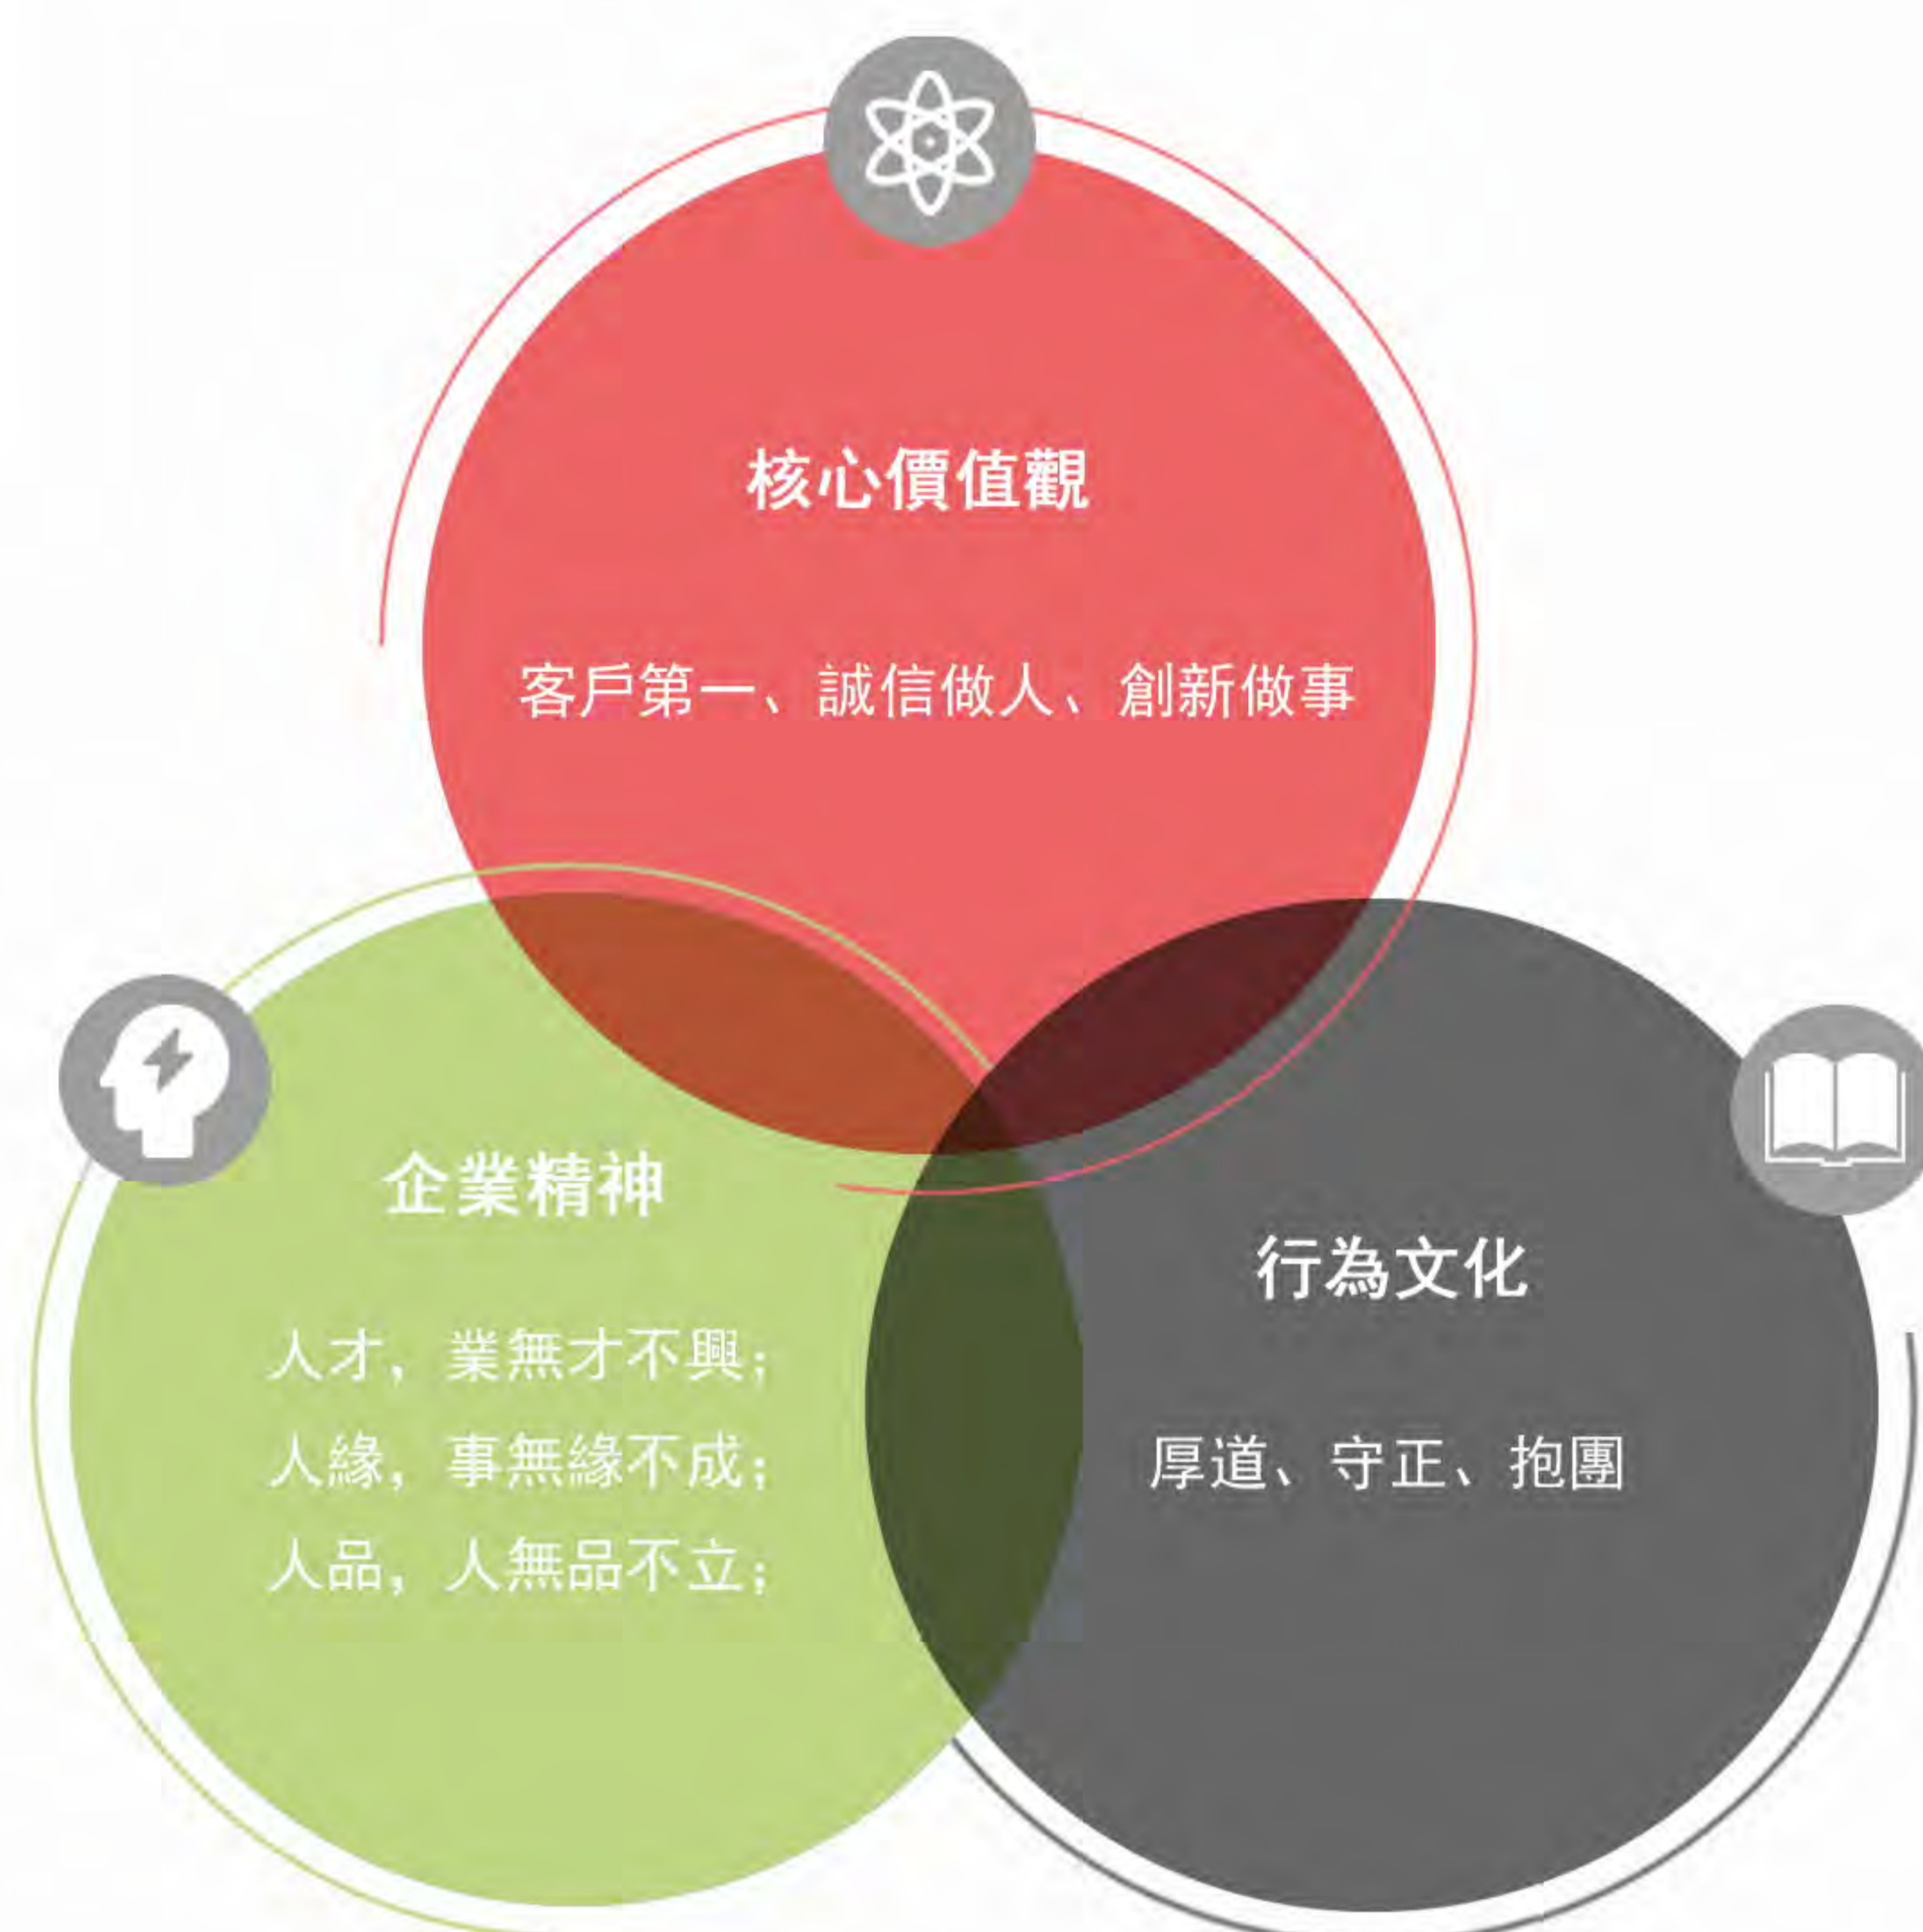 核心價值觀
客戶第一、誠信做人、創新做事
企業精神
人才，業無才不興；
人緣，事無緣不成；
人品，人無品不立；
行為文化
厚道、守正、抱團